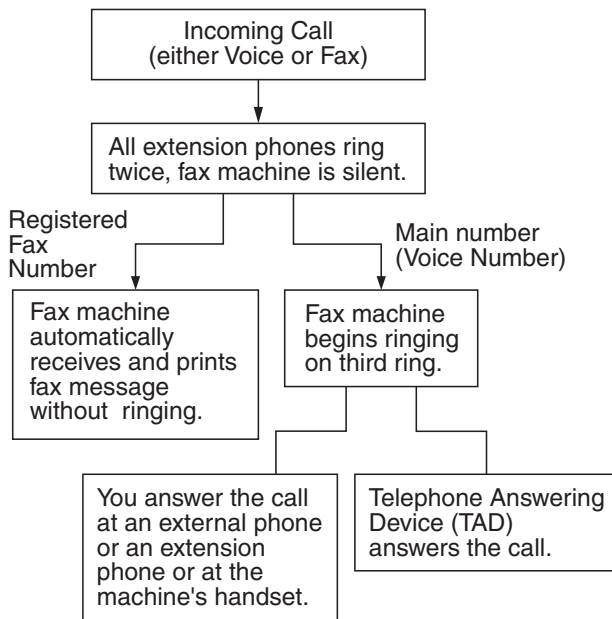 Incoming Call
(either Voice or Fax)
All extension phones ring
twice, fax machine is silent.
Registered
Fax
Number
Main number
(Voice Number)
Fax machine
automatically
receives and prints
fax message
without ringing.
Fax machine
begins ringing
on third ring.
You answer the call
at an external phone
or an extension
phone or at the
machine's handset.
Telephone Answering
Device (TAD)
answers the call.